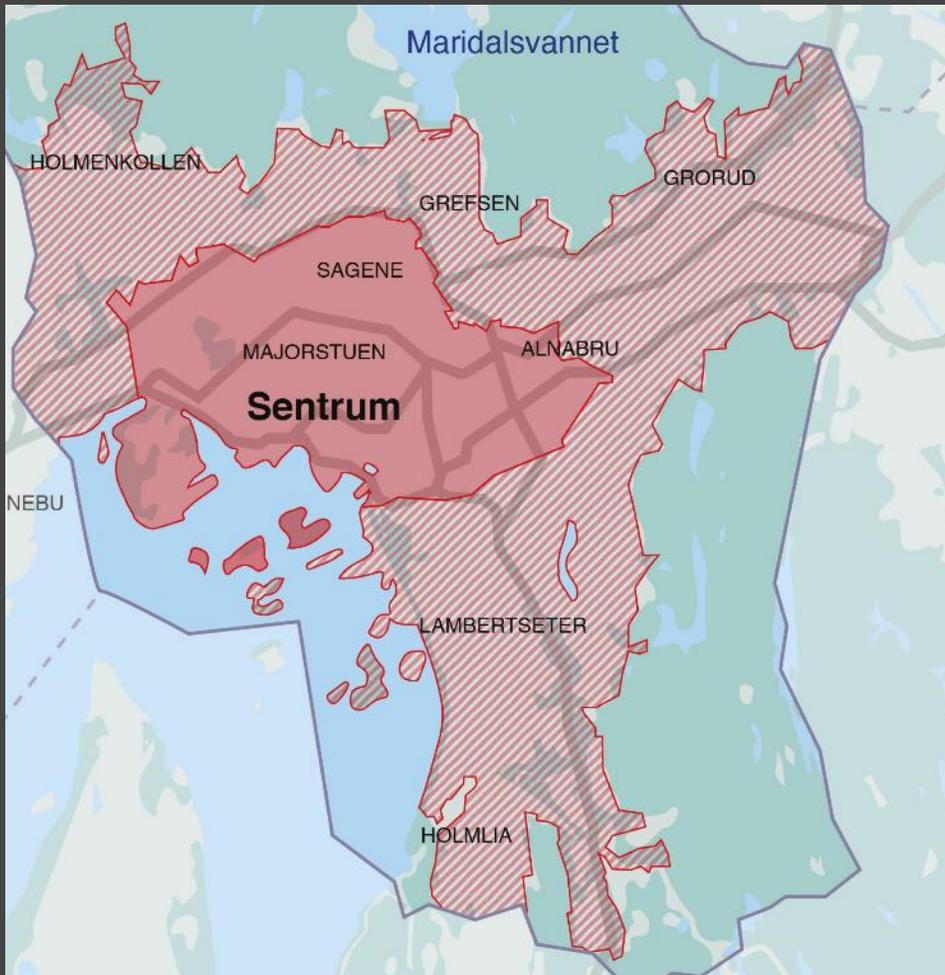 Maridalsvannet
HOLMENKOLLEN
GRORUD
GREFSEN
SAGENE
ALNABRU
MAJORSTUEN
Sentrum
NEBU
LAMBERTSETER
HOLMLIA